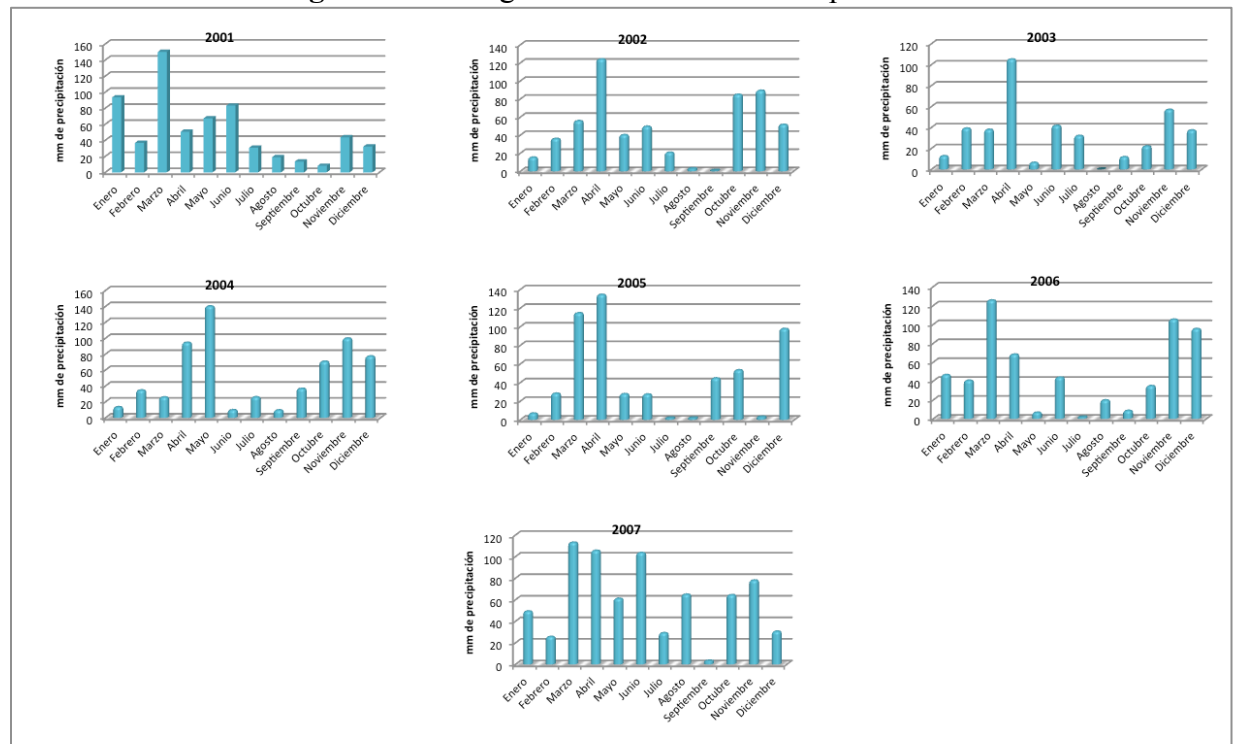 2001
mm de precipitación
160
140
120
100
80
60
40
20
0
Enero
Febrero
Marzo
Abril
Mayo
Junio
Julio
Agosto
Septiembre
Octubre
Noviembre
Diciembre
2002
mm de precipitación
140
120
100
80
60
40
20
0
Enero
Febrero
Marzo
Abril
Mayo
Junio
Julio
Agosto
Septiembre
Octubre
Noviembre
Diciembre
2003
mm de precipitación
120
100
80
60
40
20
0
Enero
Febrero
Marzo
Abril
Mayo
Junio
Julio
Agosto
Septiembre
Octubre
Noviembre
Diciembre
2004
mm de precipitación
160
140
120
100
80
60
40
20
0
Enero
Febrero
Marzo
Abril
Mayo
Junio
Julio
Agosto
Septiembre
Octubre
Noviembre
Diciembre
2005
mm de precipitación
140
120
100
80
60
40
20
0
Enero
Febrero
Marzo
Abril
Mayo
Junio
Julio
Agosto
Septiembre
Octubre
Noviembre
Diciembre
2006
mm de precipitación
140
120
100
80
60
40
20
0
Enero
Febrero
Marzo
Abril
Mayo
Junio
Julio
Agosto
Septiembre
Octubre
Noviembre
Diciembre
2007
mm de precipitación
120
100
80
60
40
20
0
Enero
Febrero
Marzo
Abril
Mayo
Junio
Julio
Agosto
Septiembre
Octubre
Noviembre
Diciembre